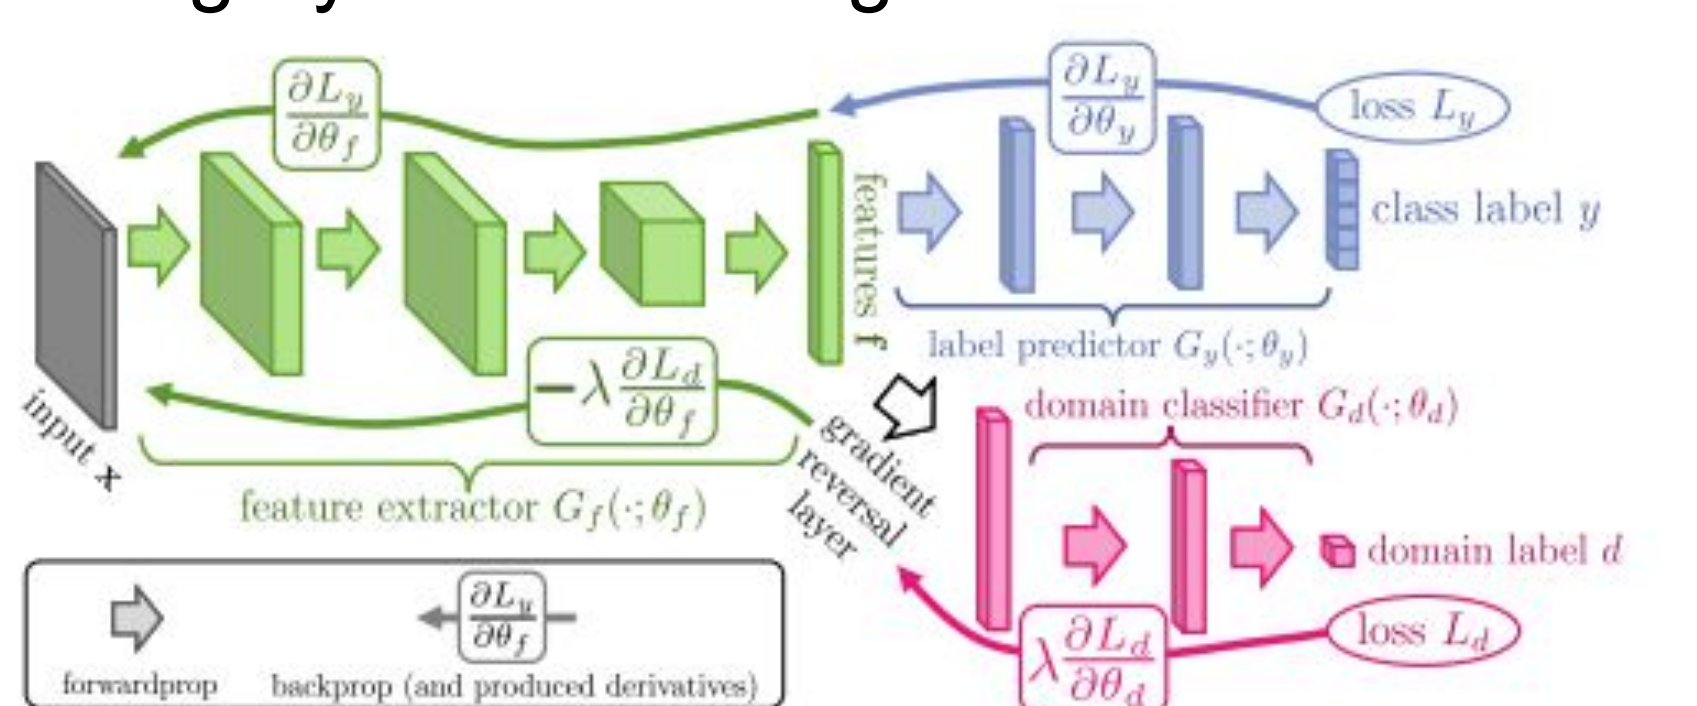 ∂L_y/∂θ_f
∂L_y/∂θ_y
loss L_y
features f
class label y
label predictor G_y(·; θ_y)
input x
−λ ∂L_d/∂θ_f
feature extractor G_f(·; θ_f)
gradient
reversal
layer
domain classifier G_d(·; θ_d)
domain label d
loss L_d
λ ∂L_d/∂θ_d
∂L_y/∂θ_f
forwardprop
backprop (and produced derivatives)